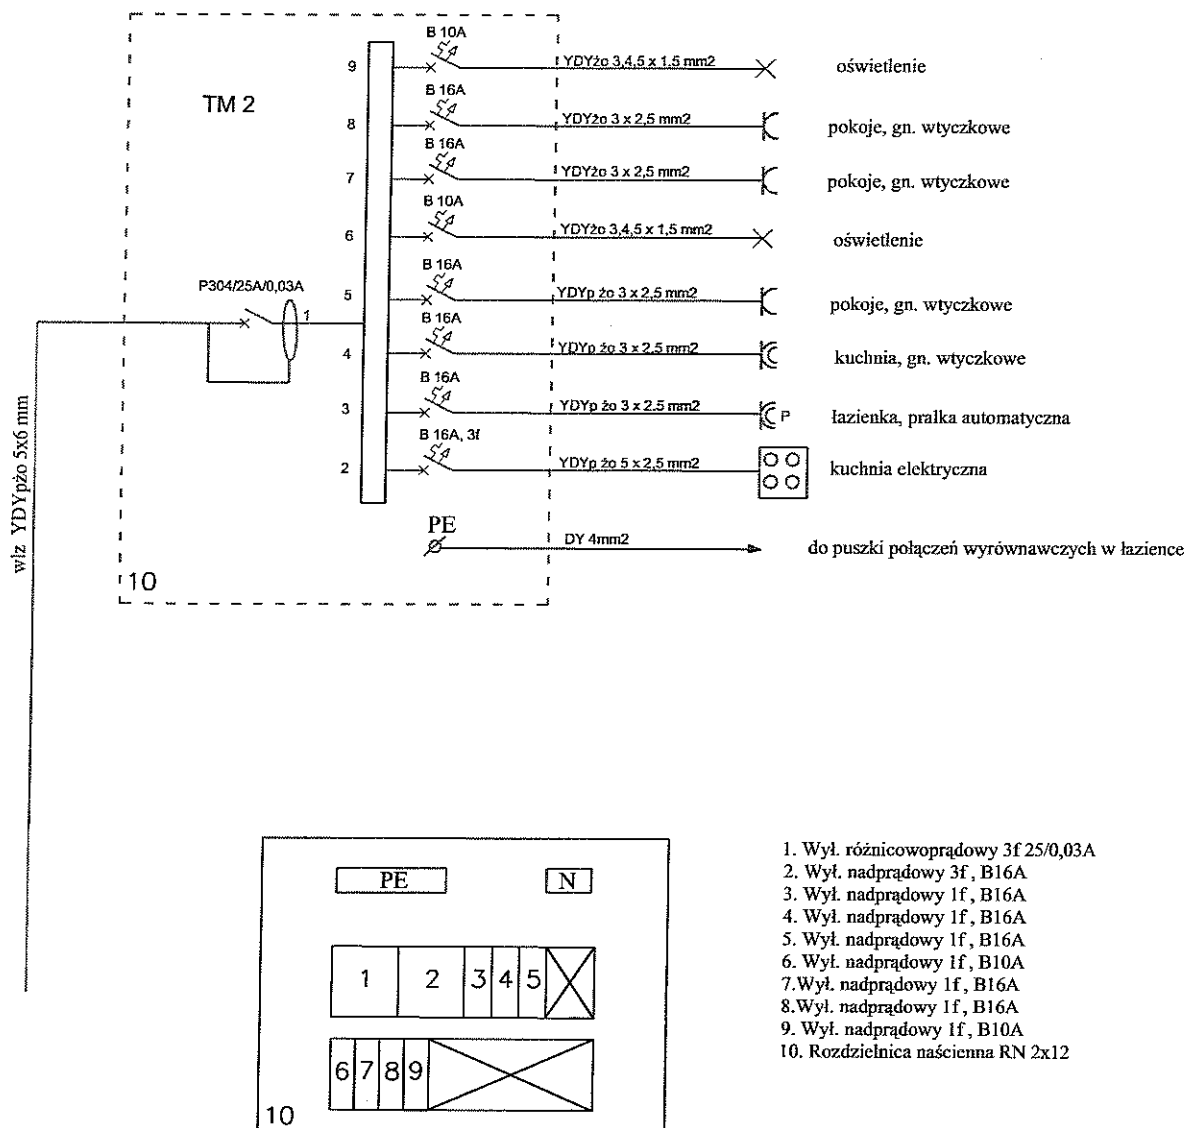 B 10A
9 YDYżo 3,4,5 x 1.5 mm2 oświetlenie
TM 2
B 16A
8 YDYżo 3 x 2,5 mm2 pokoje, gn. wtyczkowe
B 16A
7 YDYżo 3 x 2,5 mm2 pokoje, gn. wtyczkowe
B 10A
6 YDYżo 3,4,5 x 1,5 mm2 oświetlenie
B 16A
P304/25A/0,03A
5 YDYp żo 3 x 2,5 mm2 pokoje, gn. wtyczkowe
1
B 16A
4 YDYp żo 3 x 2.5 mm2 kuchnia, gn. wtyczkowe
B 16A
3 YDYp żo 3 x 2.5 mm2 P łazienka, pralka automatyczna
B 16A, 3f
2 YDYp żo 5 x 2,5 mm2 kuchnia elektryczna
wlz YDYpżo 5x6 mm
PE
DY 4mm2 do puszki połączeń wyrównawczych w łazience
10
PE N
1 2 3 4 5
6 7 8 9
10
1. Wył. różnicowoprądowy 3f 25/0,03A
2. Wył. nadprądowy 3f , B16A
3. Wył. nadprądowy 1f , B16A
4. Wył. nadprądowy 1f , B16A
5. Wył. nadprądowy 1f , B16A
6. Wył. nadprądowy 1f , B10A
7.Wył. nadprądowy 1f , B16A
8.Wył. nadprądowy 1f , B16A
9. Wył. nadprądowy 1f , B10A
10. Rozdzielnica naścienna RN 2x12